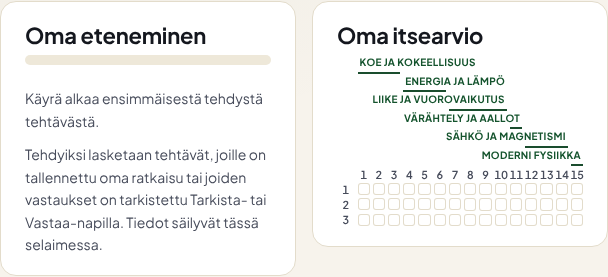 Oma eteneminen
Käyrä alkaa ensimmäisestä tehdystä
tehtävästä.
Tehdyiksi lasketaan tehtävät, joille on
tallennettu oma ratkaisu tai joiden
vastaukset on tarkistettu Tarkista- tai
Vastaa-napilla. Tiedot säilyvät tässä
selaimessa.
Oma itsearvio
KOE JA KOKEELLISUUS
ENERGIA JA LÄMPÖ
LIIKE JA VUOROVAIKUTUS
VÄRÄHTELY JA AALLOT
SÄHKÖ JA MAGNETISMI
MODERNI FYSIIKKA
1 2 3 4 5 6 7 8 9 10 11 12 13 14 15
1
2
3